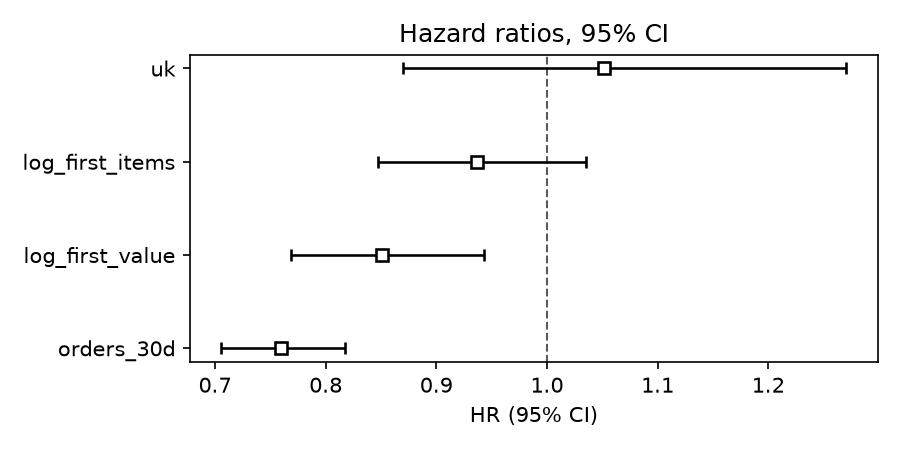 Hazard ratios, 95% CI
uk
log_first_items
log_first_value
orders_30d
0.7 0.8 0.9 1.0 1.1 1.2
HR (95% CI)